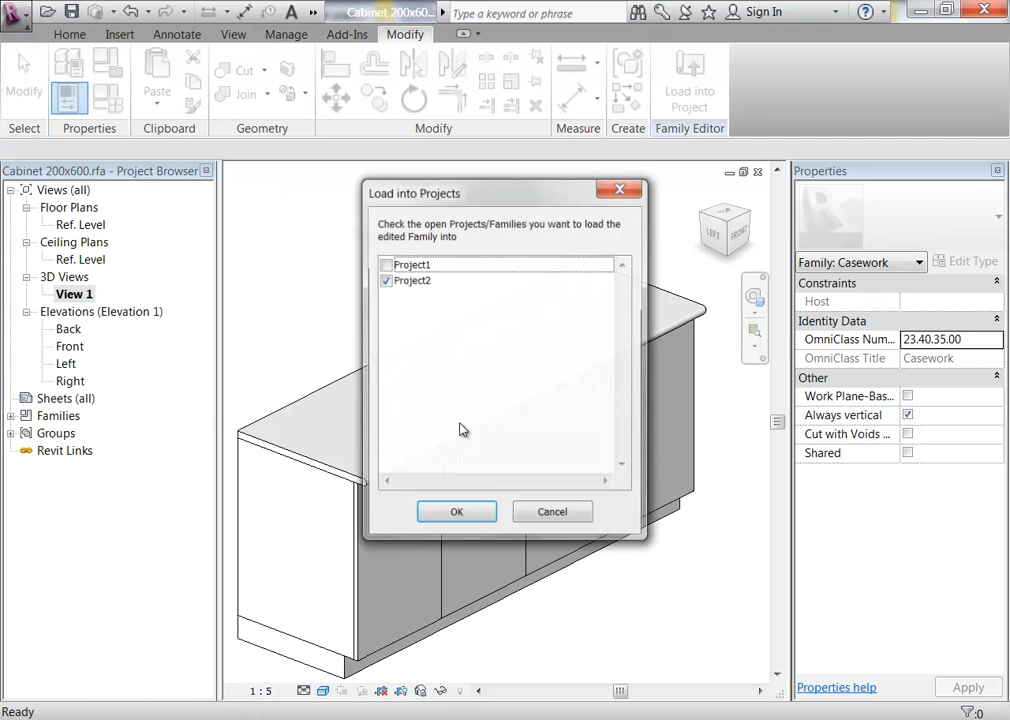 Cabinet 200x60...
Type a keyword or phrase
Sign In
Home
Insert
Annotate
View
Manage
Add-Ins
Modify
Modify
Paste
Cut
Join
Load into
Project
Select
Properties
Clipboard
Geometry
Modify
Measure
Create
Family Editor
Cabinet 200x600.rfa - Project Browser
Views (all)
Floor Plans
Ref. Level
Ceiling Plans
Ref. Level
3D Views
View 1
Elevations (Elevation 1)
Back
Front
Left
Right
Sheets (all)
Families
Groups
Revit Links
Load into Projects
Check the open Projects/Families you want to load the
edited Family into
Project1
Project2
OK
Cancel
LEFT
FRONT
1 : 5
Properties
Family: Casework
Edit Type
Constraints
Host
Identity Data
OmniClass Num...
23.40.35.00
OmniClass Title
Casework
Other
Work Plane-Bas...
Always vertical
Cut with Voids ...
Shared
Properties help
Apply
Ready
:0